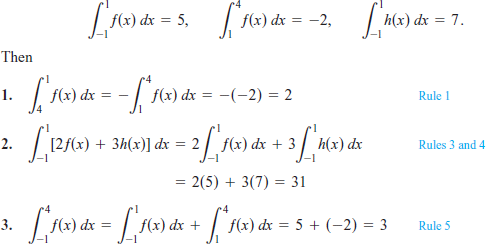 ∫_{-1}^{1} f(x) dx = 5, ∫_{1}^{4} f(x) dx = −2, ∫_{-1}^{1} h(x) dx = 7.
Then
1. ∫_{4}^{1} f(x) dx = −∫_{1}^{4} f(x) dx = −(−2) = 2 Rule 1
2. ∫_{-1}^{1} [2f(x) + 3h(x)] dx = 2∫_{-1}^{1} f(x) dx + 3∫_{-1}^{1} h(x) dx Rules 3 and 4
= 2(5) + 3(7) = 31
3. ∫_{-1}^{4} f(x) dx = ∫_{-1}^{1} f(x) dx + ∫_{1}^{4} f(x) dx = 5 + (−2) = 3 Rule 5